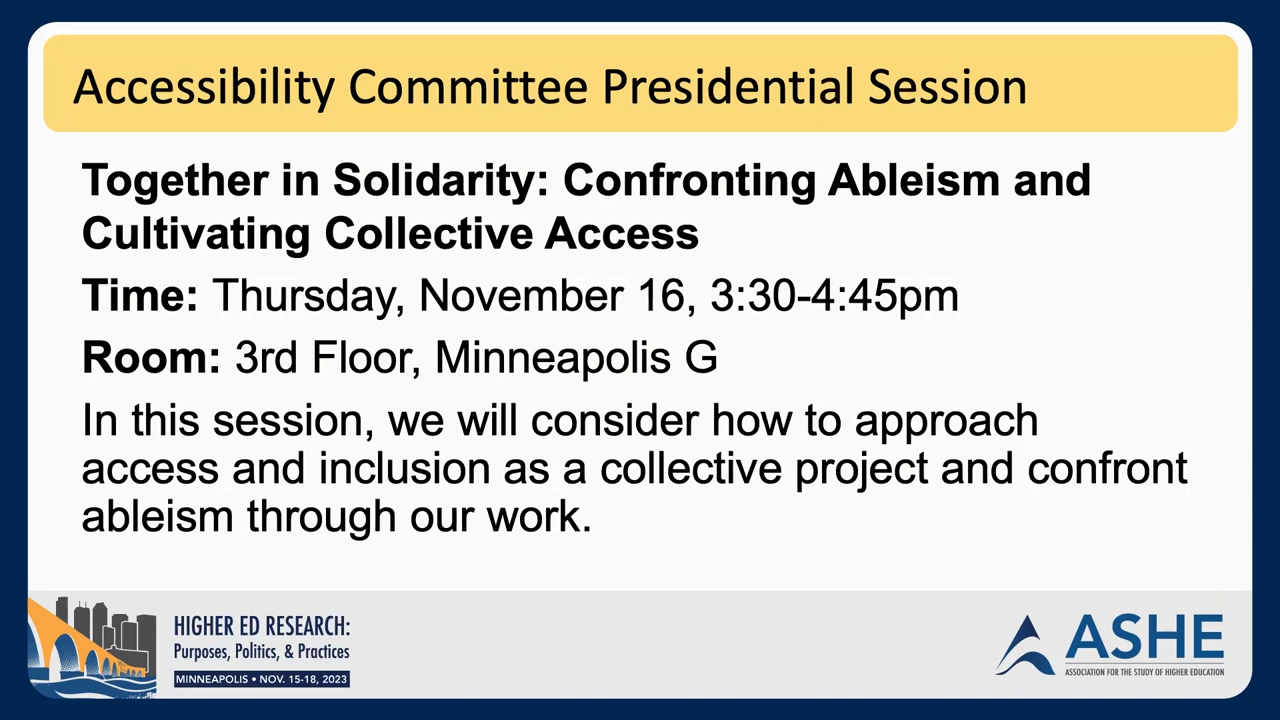 Accessibility Committee Presidential Session
Together in Solidarity: Confronting Ableism and
Cultivating Collective Access
Time: Thursday, November 16, 3:30-4:45pm
Room: 3rd Floor, Minneapolis G
In this session, we will consider how to approach
access and inclusion as a collective project and confront
ableism through our work.
HIGHER ED RESEARCH:
Purposes, Politics, & Practices
MINNEAPOLIS • NOV. 15-18, 2023
ASHE
ASSOCIATION FOR THE STUDY OF HIGHER EDUCATION